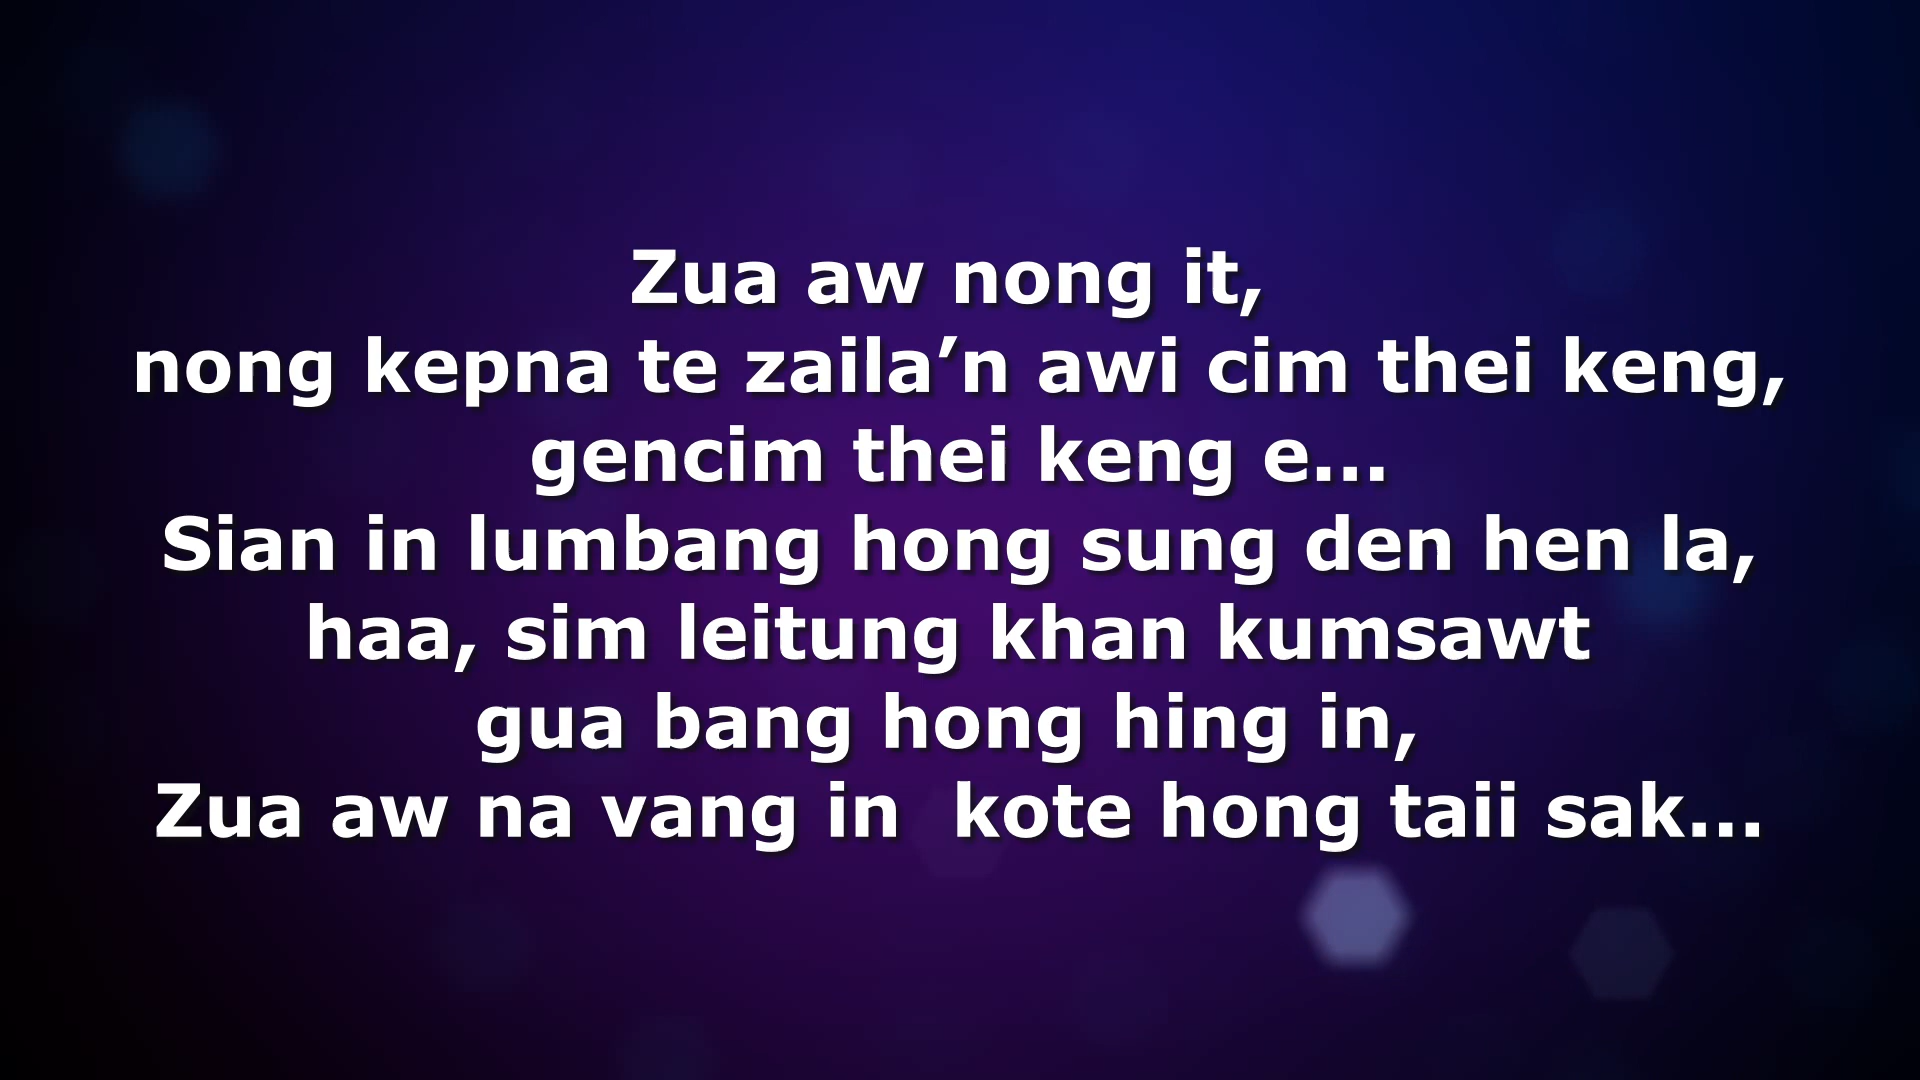 Zua aw nong it,
nong kepna te zaila’n awi cim thei keng,
gencim thei keng e...
Sian in lumbang hong sung den hen la,
haa, sim leitung khan kumsawt
gua bang hong hing in,
Zua aw na vang in  kote hong taii sak...